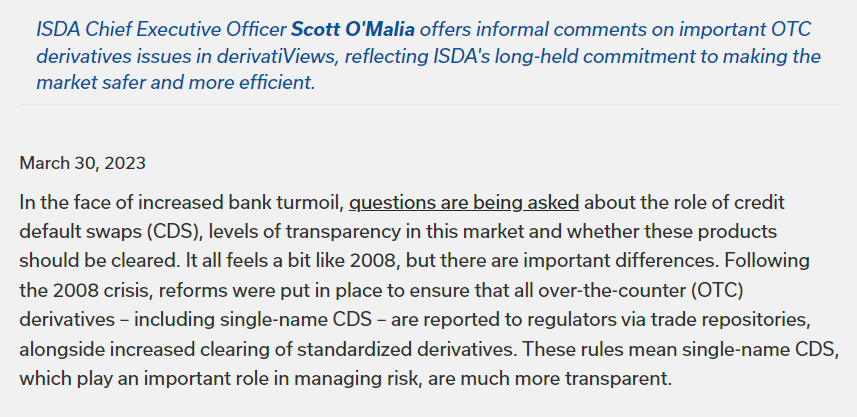 ISDA Chief Executive Officer Scott O'Malia offers informal comments on important OTC
derivatives issues in derivatiViews, reflecting ISDA's long-held commitment to making the
market safer and more efficient.
March 30, 2023
In the face of increased bank turmoil, questions are being asked about the role of credit
default swaps (CDS), levels of transparency in this market and whether these products
should be cleared. It all feels a bit like 2008, but there are important differences. Following
the 2008 crisis, reforms were put in place to ensure that all over-the-counter (OTC)
derivatives – including single-name CDS – are reported to regulators via trade repositories,
alongside increased clearing of standardized derivatives. These rules mean single-name CDS,
which play an important role in managing risk, are much more transparent.